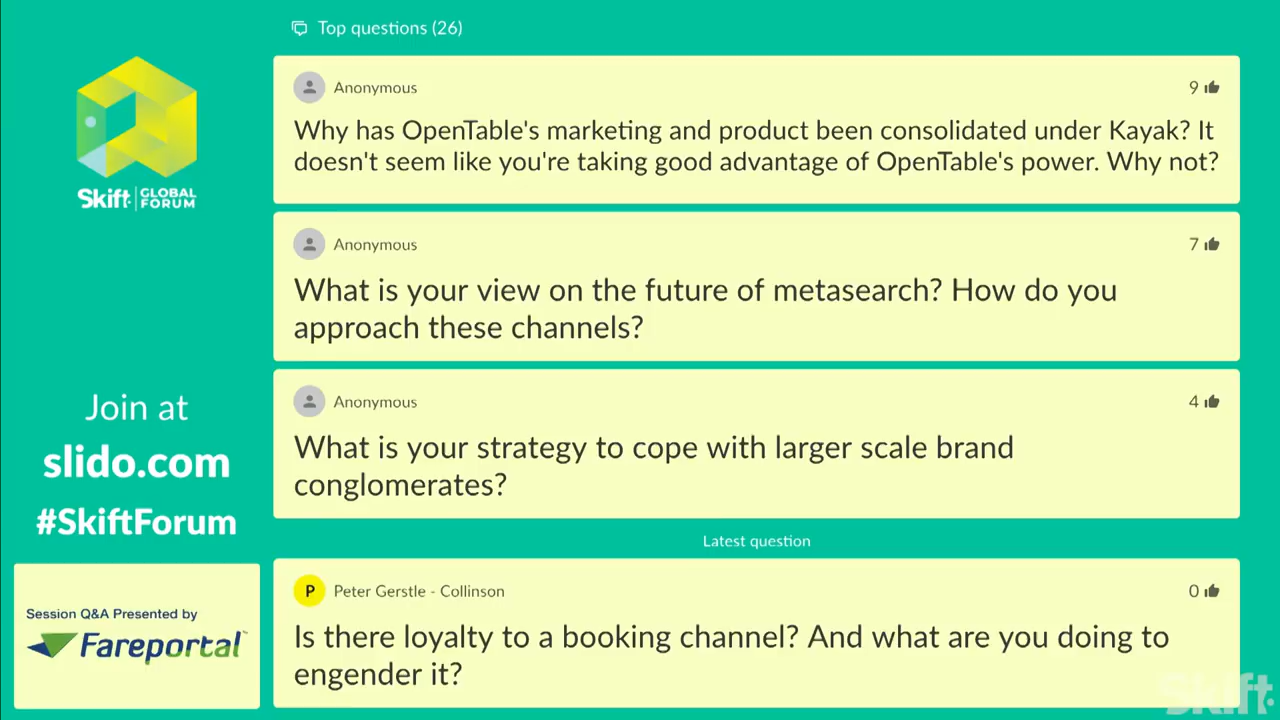 Top questions (26)
Anonymous
9
Why has OpenTable's marketing and product been consolidated under Kayak? It
doesn't seem like you're taking good advantage of OpenTable's power. Why not?
Anonymous
7
What is your view on the future of metasearch? How do you
approach these channels?
Anonymous
4
What is your strategy to cope with larger scale brand
conglomerates?
Latest question
P
Peter Gerstle - Collinson
0
Is there loyalty to a booking channel? And what are you doing to
engender it?
Skift
GLOBAL
FORUM
Join at
slido.com
#SkiftForum
Session Q&A Presented by
Fareportal™
Skift